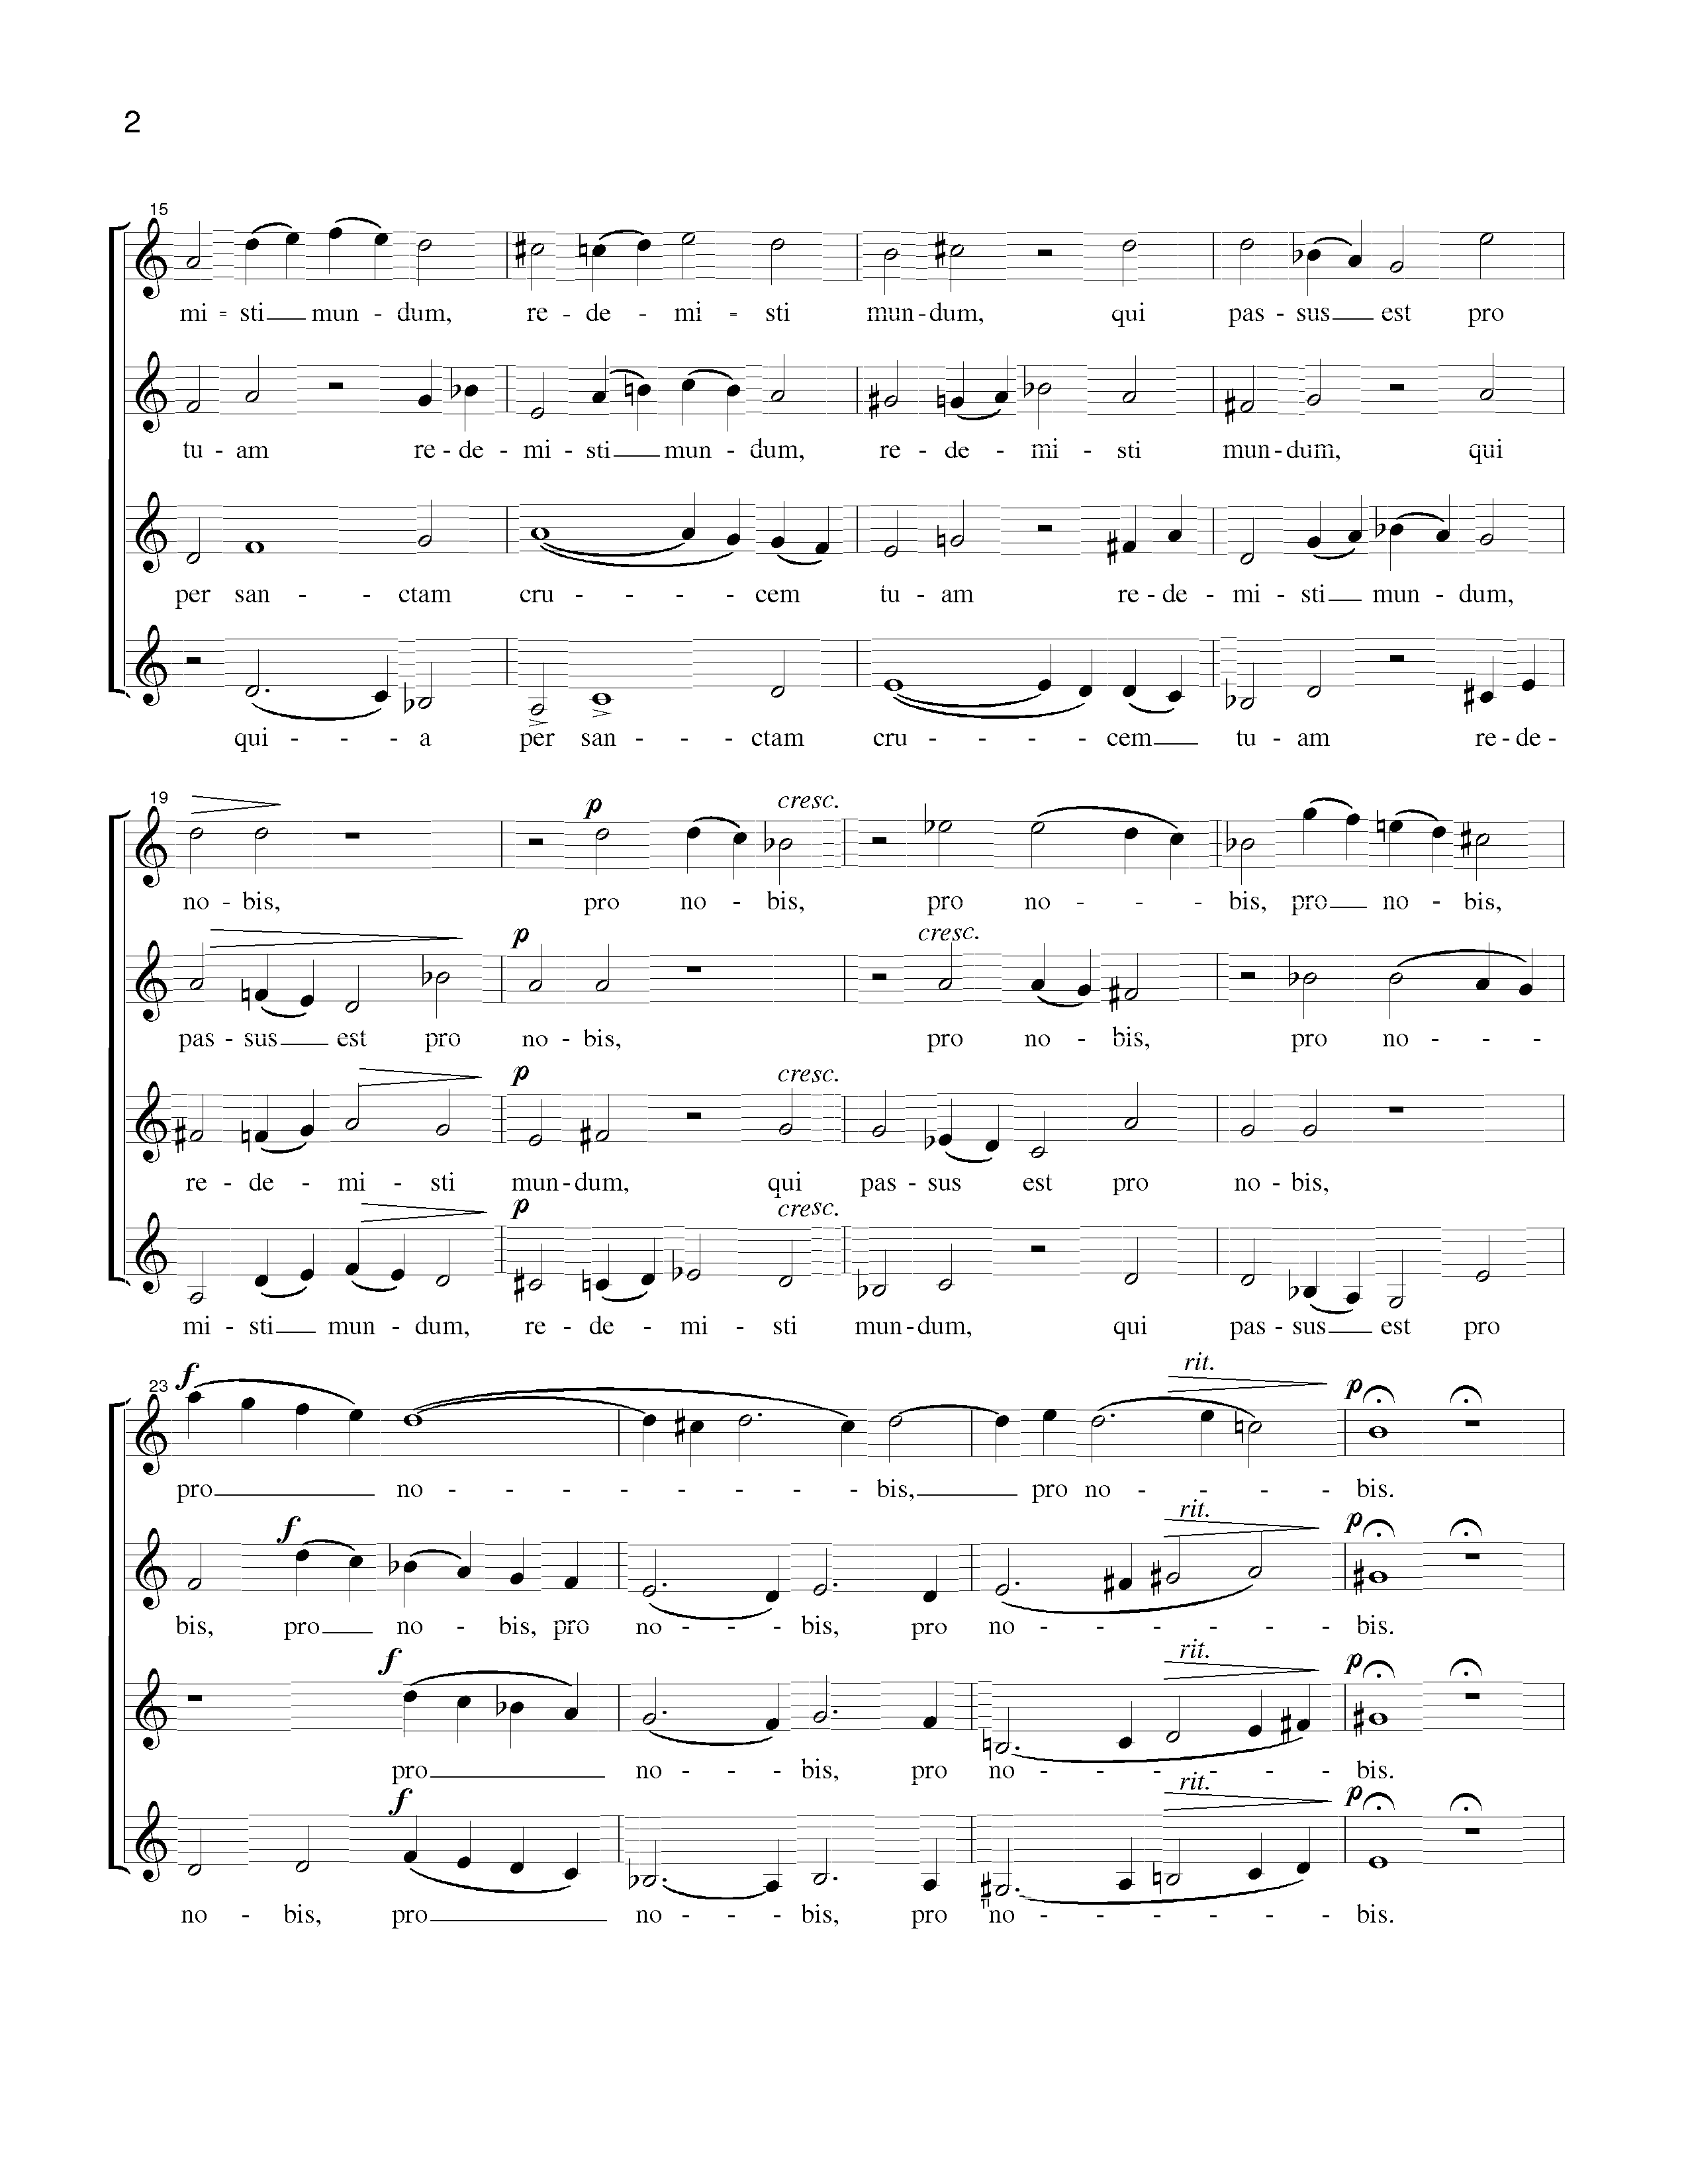 2
15
mi - sti mun - dum, re - de - mi - sti mun - dum, qui pas - sus est pro
tu - am re - de - mi - sti mun - dum, re - de - mi - sti mun - dum, qui
per san - - ctam cru - - - - cem tu - am re - de - mi - sti mun - dum,
qui - - - a per san - - - ctam cru - - - - cem tu - am re - de -
19
p cresc.
no - bis, pro no - bis, pro no - - - bis, pro no - bis,
p cresc.
pas - sus est pro no - bis, pro no - bis, pro no - - -
p cresc.
re - de - mi - sti mun - dum, qui pas - sus est pro no - bis,
p cresc.
mi - sti mun - dum, re - de - mi - sti mun - dum, qui pas - sus est pro
23
f rit. p
pro no - - - - - - - - bis, pro no - - - - bis.
f rit. p
bis, pro no - bis, pro no - - - bis, pro no - - - - - - bis.
f rit. p
pro no - - - bis, pro no - - - - - - bis.
f rit. p
no - bis, pro no - - - bis, pro no - - - - - - bis.